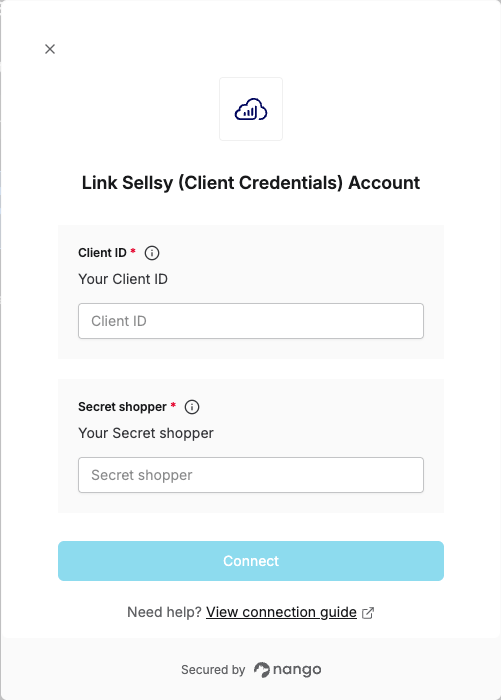 Link Sellsy (Client Credentials) Account
Client ID *
Your Client ID
Client ID
Secret shopper *
Your Secret shopper
Secret shopper
Connect
Need help? View connection guide
Secured by nango